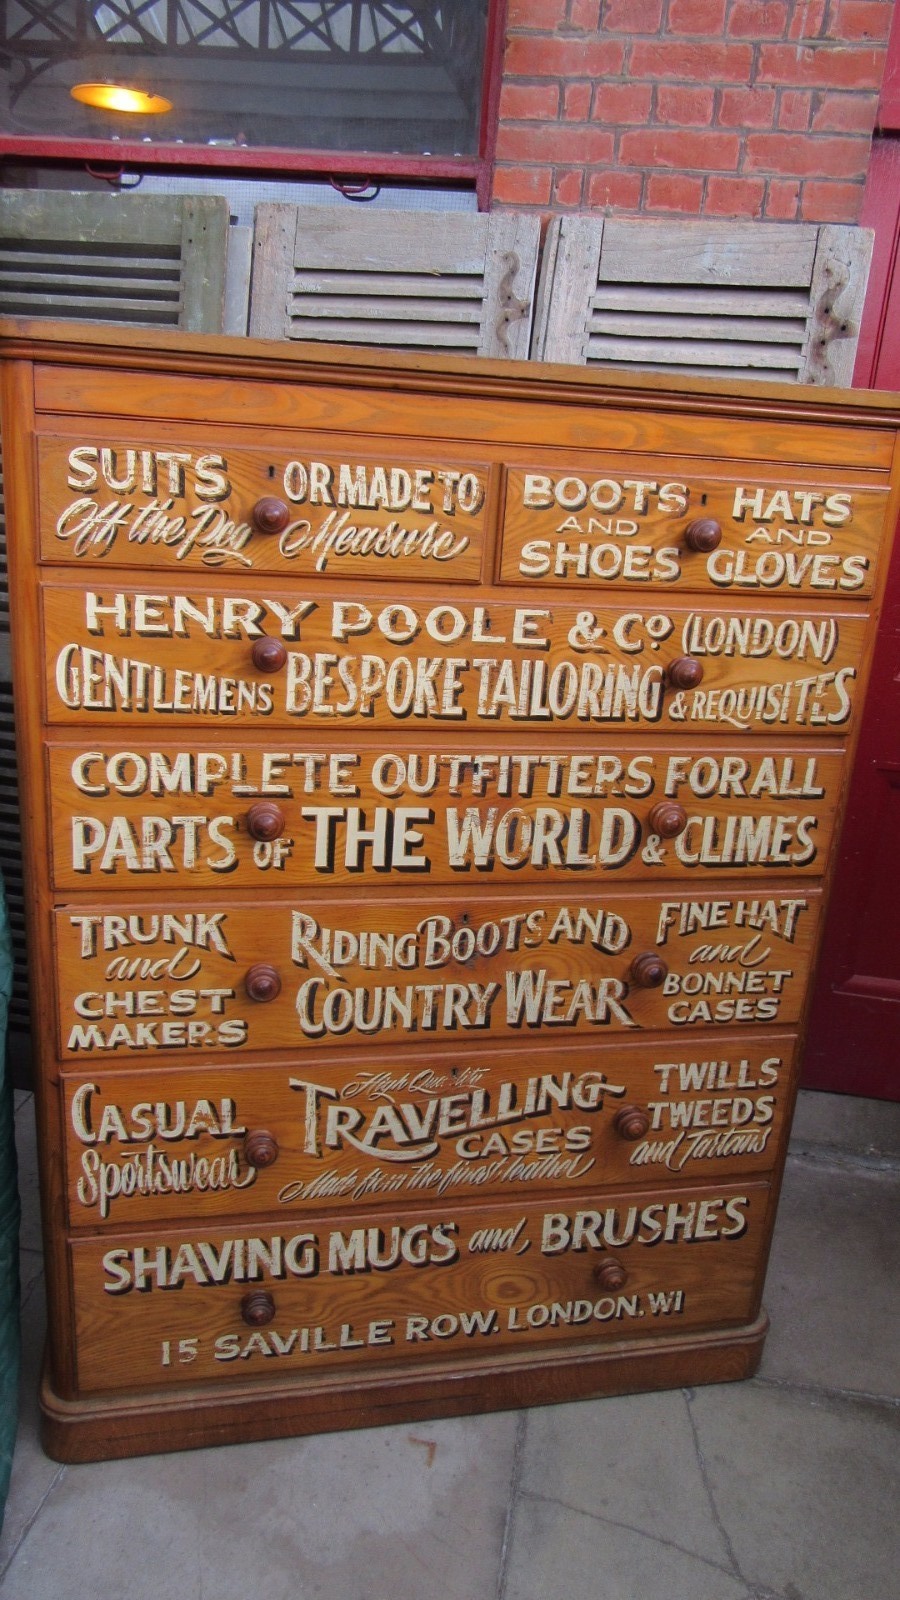 SUITS OR MADE TO
Off the Peg Measure
BOOTS HATS
AND AND
SHOES GLOVES
HENRY POOLE & Co (LONDON)
GENTLEMENS BESPOKE TAILORING & REQUISITES
COMPLETE OUTFITTERS FOR ALL
PARTS OF THE WORLD & CLIMES
TRUNK
and
CHEST
MAKERS
RIDING BOOTS AND
COUNTRY WEAR
FINE HAT
and
BONNET
CASES
CASUAL
Sportswear
High Quality
TRAVELLING
CASES
Made from the finest leather
TWILLS
TWEEDS
and Tartans
SHAVING MUGS and, BRUSHES
15 SAVILLE ROW. LONDON. W1